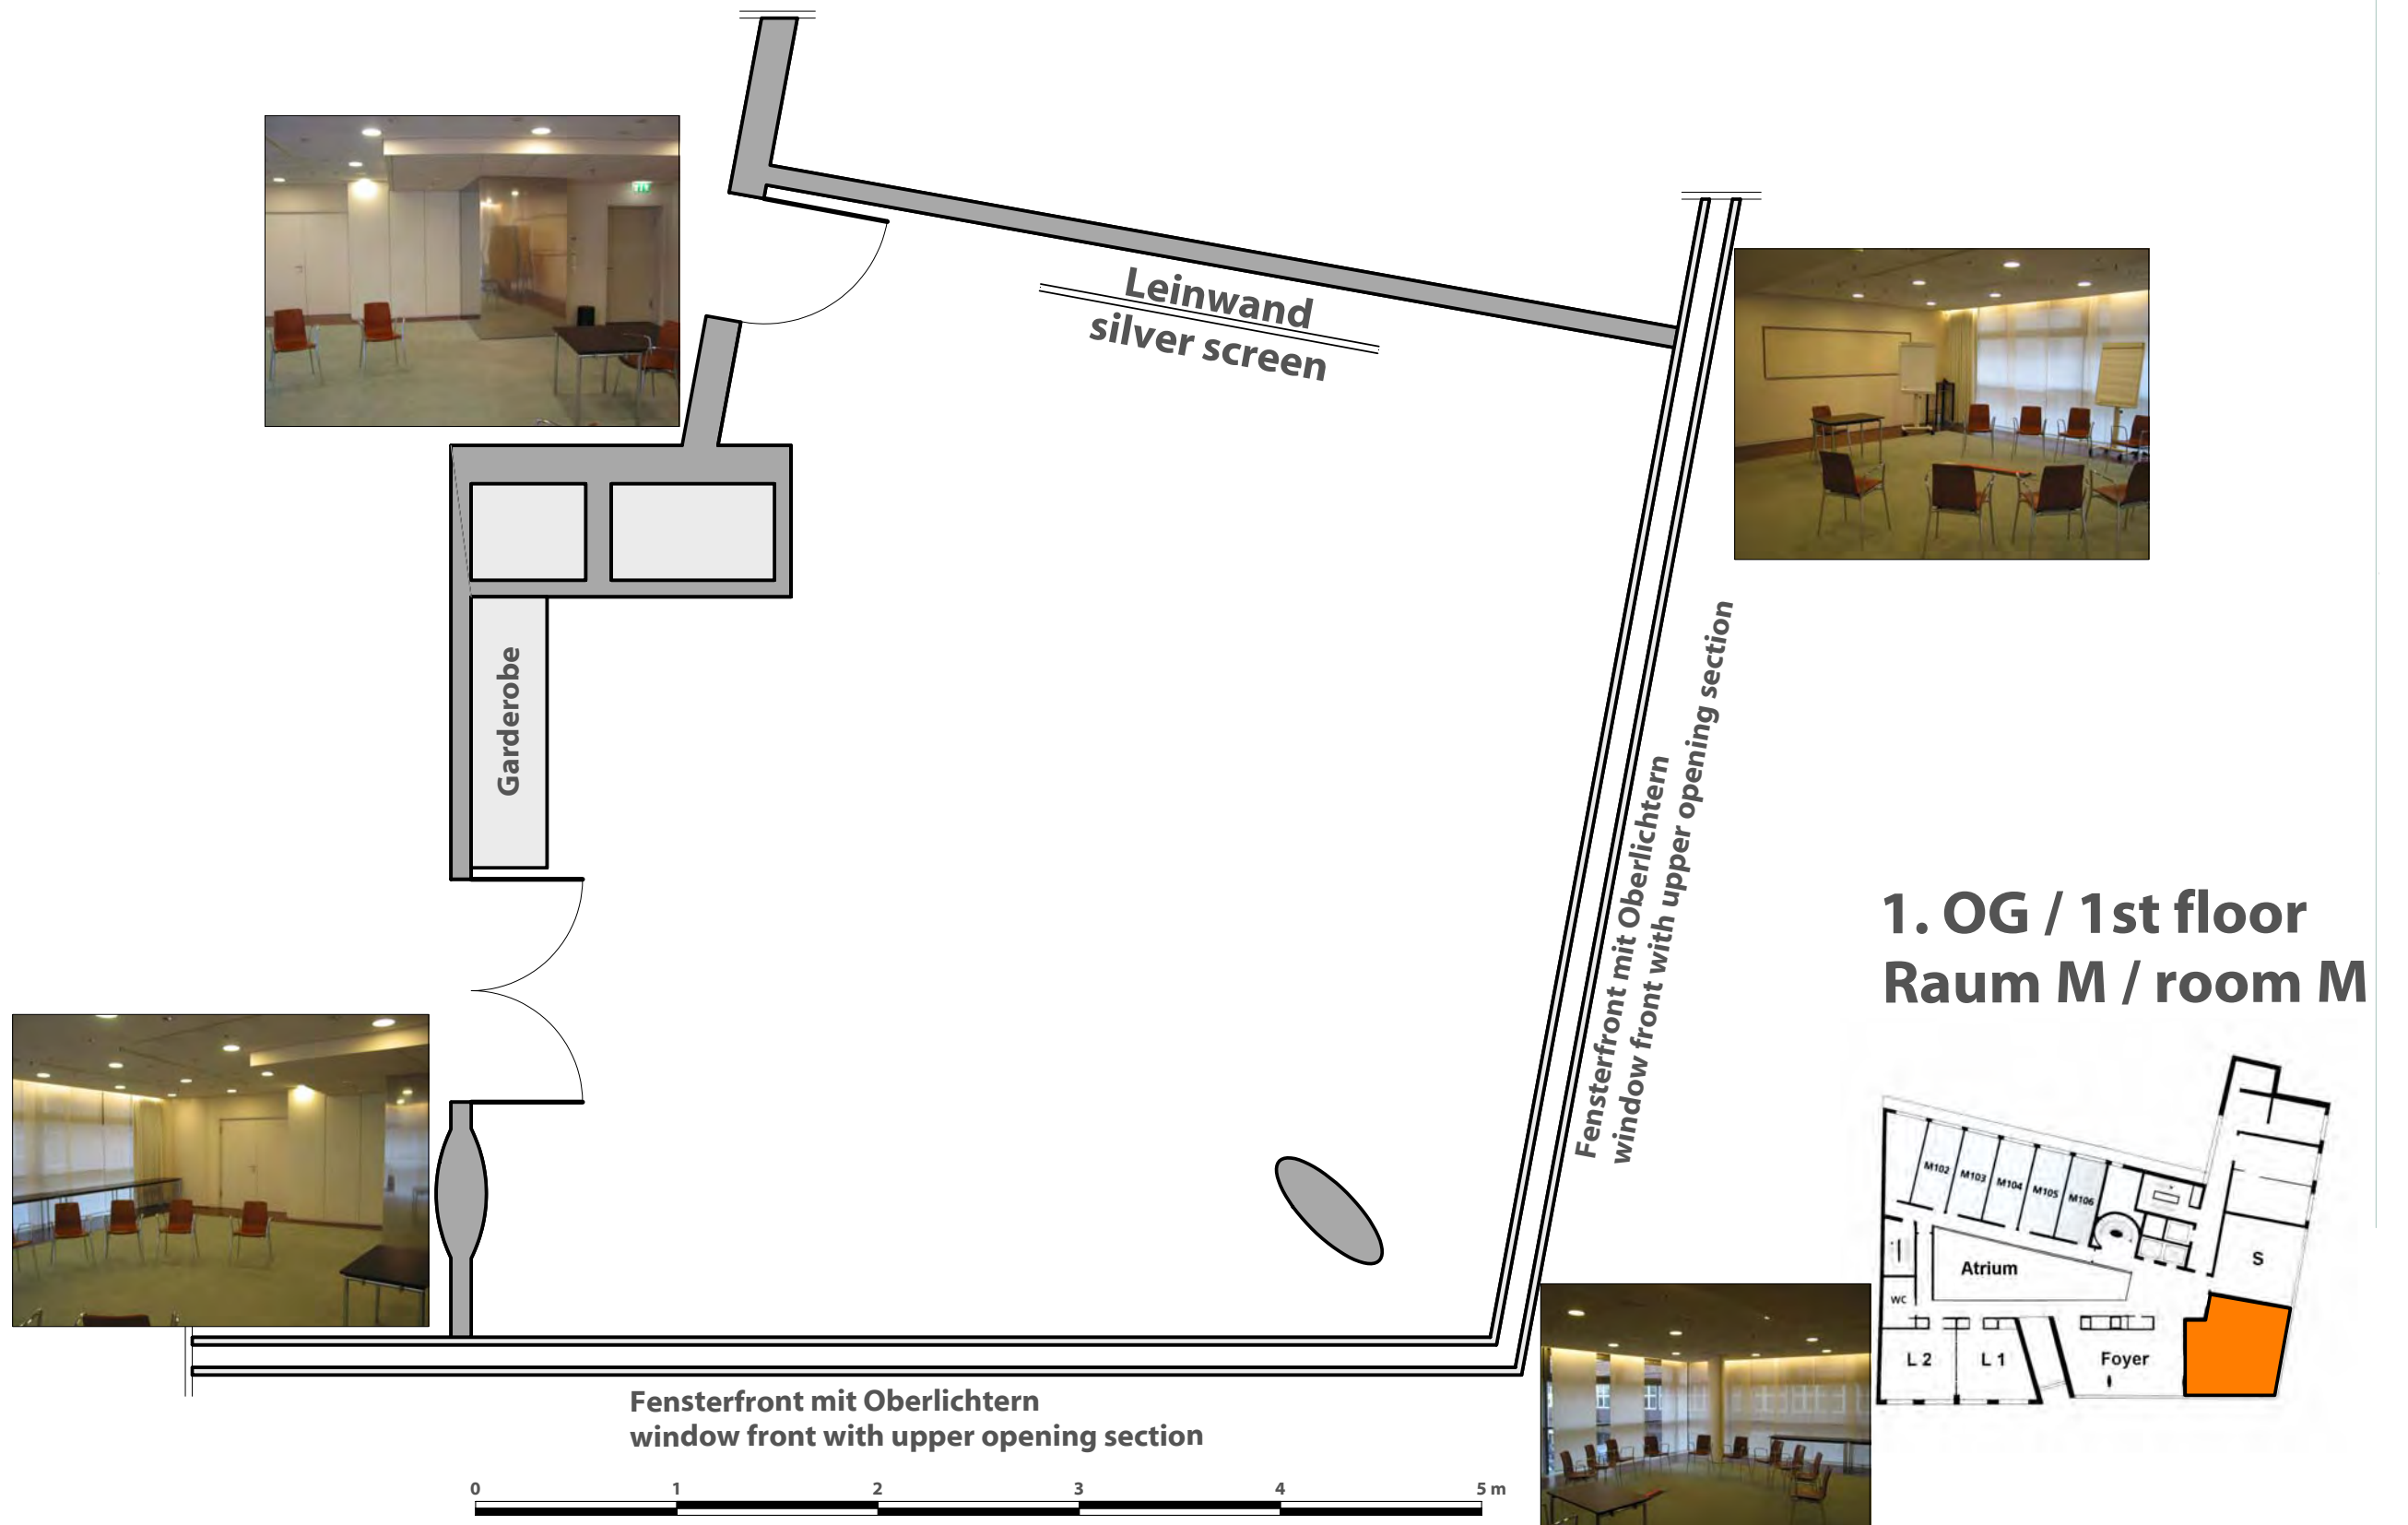 Leinwand
silver screen
Garderobe
Fensterfront mit Oberlichtern
window front with upper opening section
1. OG / 1st floor
Raum M / room M
M102
M103
M104
M105
M106
Atrium
S
WC
L 2
L 1
Foyer
Fensterfront mit Oberlichtern
window front with upper opening section
0 1 2 3 4 5 m